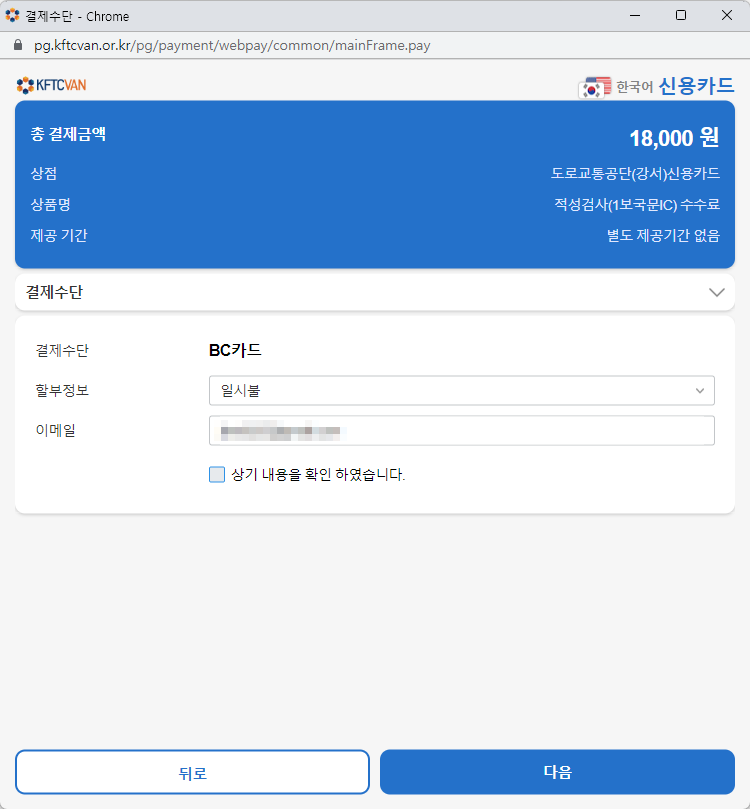 결제수단 - Chrome
pg.kftcvan.or.kr/pg/payment/webpay/common/mainFrame.pay
KFTCVAN
한국어 신용카드
총 결제금액 18,000 원
상점 도로교통공단(강서)신용카드
상품명 적성검사(1보국문IC) 수수료
제공 기간 별도 제공기간 없음
결제수단
결제수단 BC카드
할부정보 일시불
이메일
상기 내용을 확인 하였습니다.
뒤로 다음